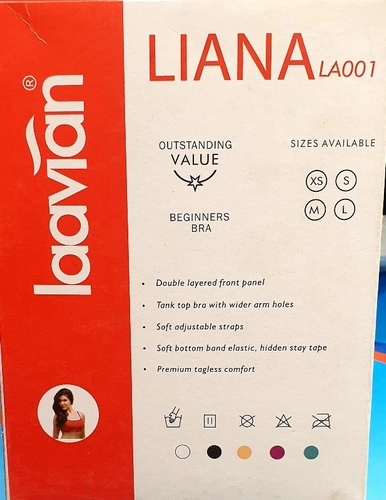 laavian®
LIANA LA001
OUTSTANDING
VALUE
BEGINNERS
BRA
SIZES AVAILABLE
XS S
M L
• Double layered front panel
• Tank top bra with wider arm holes
• Soft adjustable straps
• Soft bottom band elastic, hidden stay tape
• Premium tagless comfort